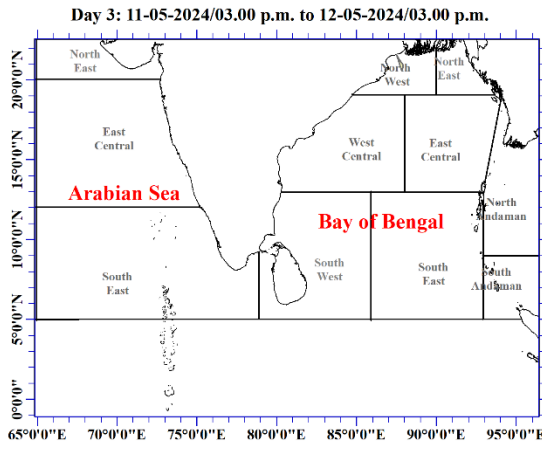 Day 3: 11-05-2024/03.00 p.m. to 12-05-2024/03.00 p.m.
North
East
North
West
North
East
East
Central
West
Central
East
Central
Arabian Sea
Bay of Bengal
North
Andaman
South
East
South
West
South
East
South
Andaman
20°0'0"N
15°0'0"N
10°0'0"N
5°0'0"N
0°0'0"
65°0'0"E 70°0'0"E 75°0'0"E 80°0'0"E 85°0'0"E 90°0'0"E 95°0'0"E